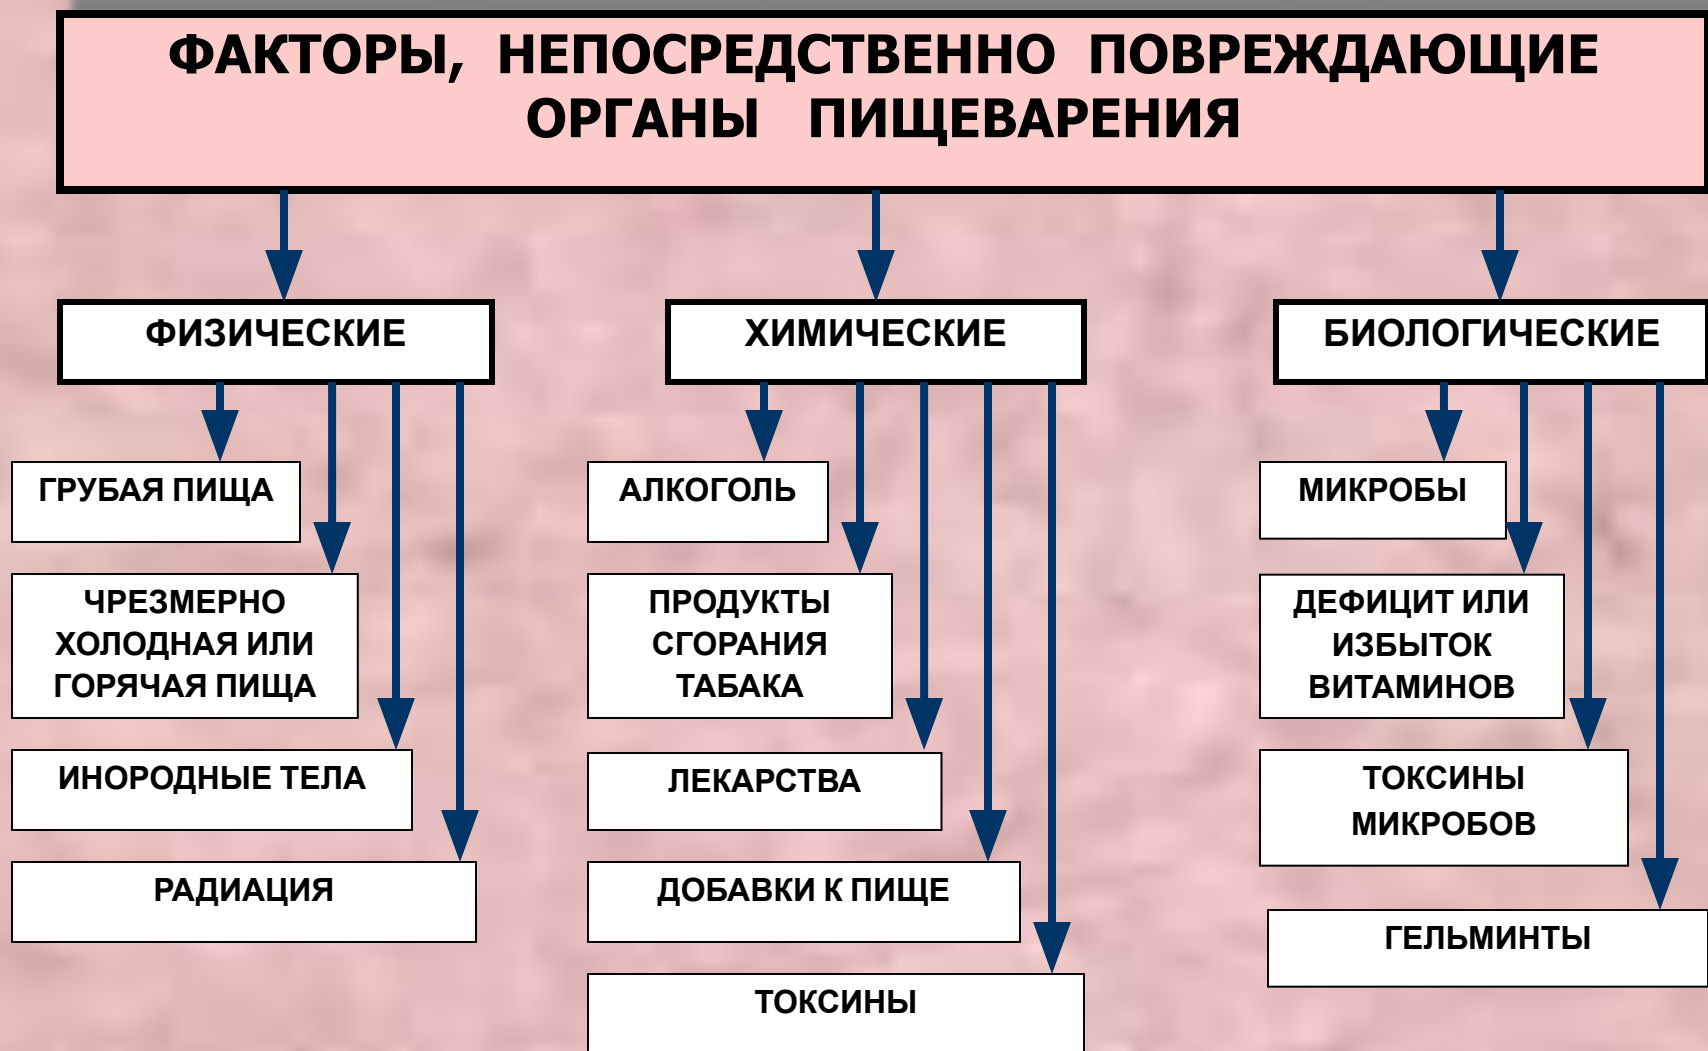 ФАКТОРЫ, НЕПОСРЕДСТВЕННО ПОВРЕЖДАЮЩИЕ
ОРГАНЫ ПИЩЕВАРЕНИЯ
ФИЗИЧЕСКИЕ
ГРУБАЯ ПИЩА
ЧРЕЗМЕРНО
ХОЛОДНАЯ ИЛИ
ГОРЯЧАЯ ПИЩА
ИНОРОДНЫЕ ТЕЛА
РАДИАЦИЯ
ХИМИЧЕСКИЕ
АЛКОГОЛЬ
ПРОДУКТЫ
СГОРАНИЯ
ТАБАКА
ЛЕКАРСТВА
ДОБАВКИ К ПИЩЕ
ТОКСИНЫ
БИОЛОГИЧЕСКИЕ
МИКРОБЫ
ДЕФИЦИТ ИЛИ
ИЗБЫТОК
ВИТАМИНОВ
ТОКСИНЫ
МИКРОБОВ
ГЕЛЬМИНТЫ